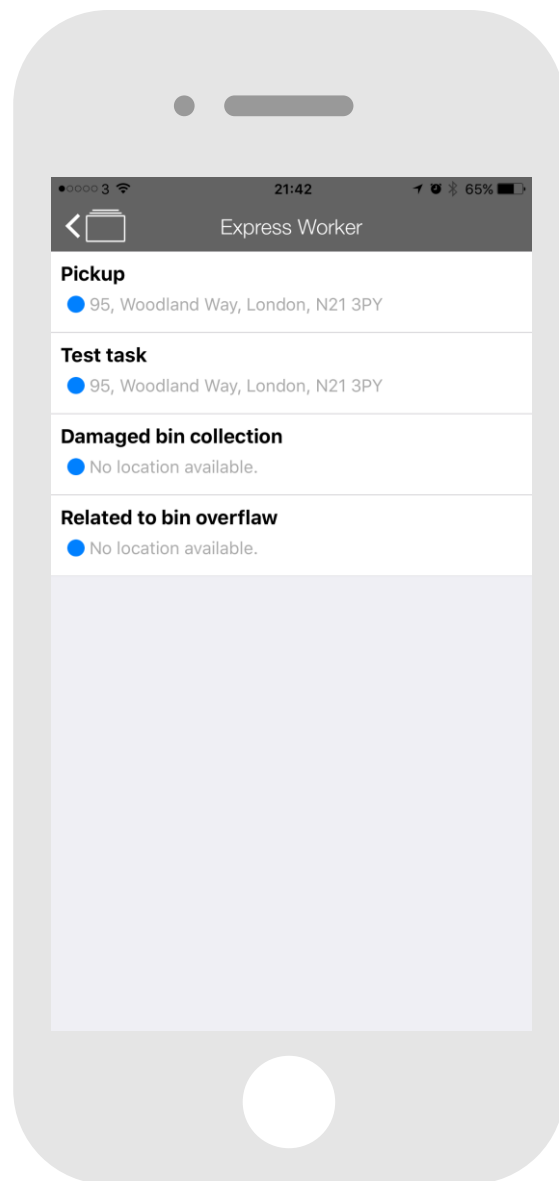 3 21:42 65%
Express Worker
Pickup
95, Woodland Way, London, N21 3PY
Test task
95, Woodland Way, London, N21 3PY
Damaged bin collection
No location available.
Related to bin overflaw
No location available.